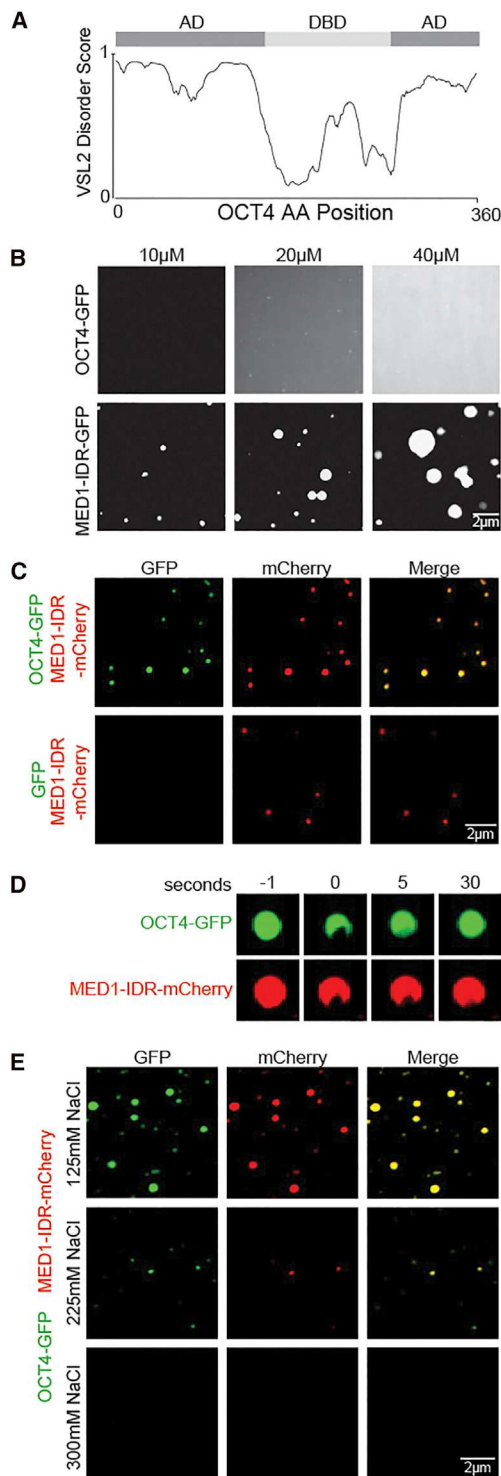 A
AD DBD AD
1
VSL2 Disorder Score
0
0 OCT4 AA Position 360
B
10µM 20µM 40µM
OCT4-GFP
MED1-IDR-GFP
2µm
C
GFP mCherry Merge
OCT4-GFP
MED1-IDR
-mCherry
GFP
MED1-IDR
-mCherry
2µm
D
seconds -1 0 5 30
OCT4-GFP
MED1-IDR-mCherry
E
GFP mCherry Merge
OCT4-GFP MED1-IDR-mCherry
125mM NaCl
225mM NaCl
300mM NaCl
2µm